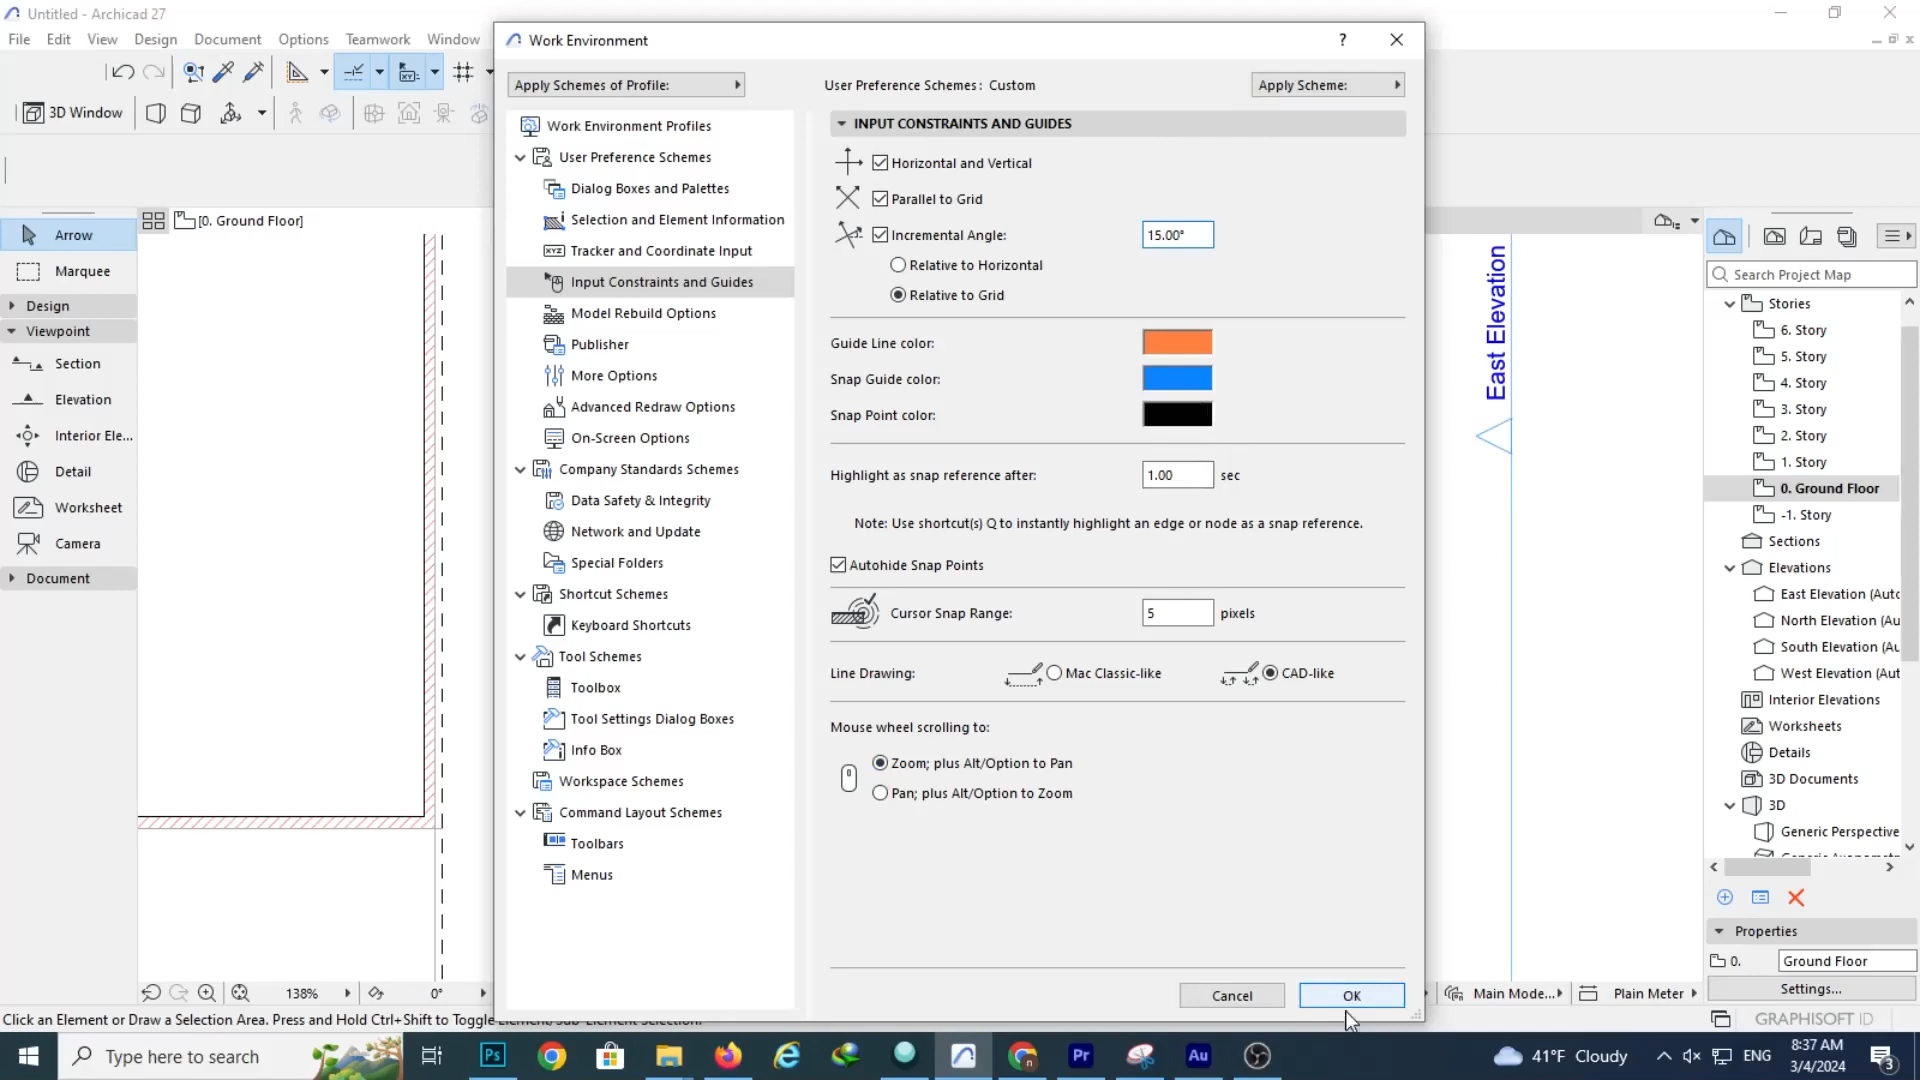 Untitled - Archicad 27
File Edit View Design Document Options Teamwork Window
3D Window
Arrow
Marquee
Design
Viewpoint
Section
Elevation
Interior Ele...
Detail
Worksheet
Camera
Document
[0. Ground Floor]
138%
0°
Click an Element or Draw a Selection Area. Press and Hold Ctrl+Shift to Toggle Element/Sub-Element Selection.
Work Environment
?
Apply Schemes of Profile:
User Preference Schemes: Custom
Apply Scheme:
Work Environment Profiles
User Preference Schemes
Dialog Boxes and Palettes
Selection and Element Information
Tracker and Coordinate Input
Input Constraints and Guides
Model Rebuild Options
Publisher
More Options
Advanced Redraw Options
On-Screen Options
Company Standards Schemes
Data Safety & Integrity
Network and Update
Special Folders
Shortcut Schemes
Keyboard Shortcuts
Tool Schemes
Toolbox
Tool Settings Dialog Boxes
Info Box
Workspace Schemes
Command Layout Schemes
Toolbars
Menus
INPUT CONSTRAINTS AND GUIDES
Horizontal and Vertical
Parallel to Grid
Incremental Angle: 15.00°
Relative to Horizontal
Relative to Grid
Guide Line color:
Snap Guide color:
Snap Point color:
Highlight as snap reference after: 1.00 sec
Note: Use shortcut(s) Q to instantly highlight an edge or node as a snap reference.
Autohide Snap Points
Cursor Snap Range: 5 pixels
Line Drawing: Mac Classic-like CAD-like
Mouse wheel scrolling to:
Zoom; plus Alt/Option to Pan
Pan; plus Alt/Option to Zoom
Cancel OK
East Elevation
Search Project Map
Stories
6. Story
5. Story
4. Story
3. Story
2. Story
1. Story
0. Ground Floor
-1. Story
Sections
Elevations
East Elevation (Autc
North Elevation (Au
South Elevation (Au
West Elevation (Aut
Interior Elevations
Worksheets
Details
3D Documents
3D
Generic Perspective
Properties
0. Ground Floor
Settings...
Main Mode... Plain Meter
GRAPHISOFT ID
Type here to search
Ps
Pr
Au
41°F Cloudy
ENG
8:37 AM
3/4/2024
3